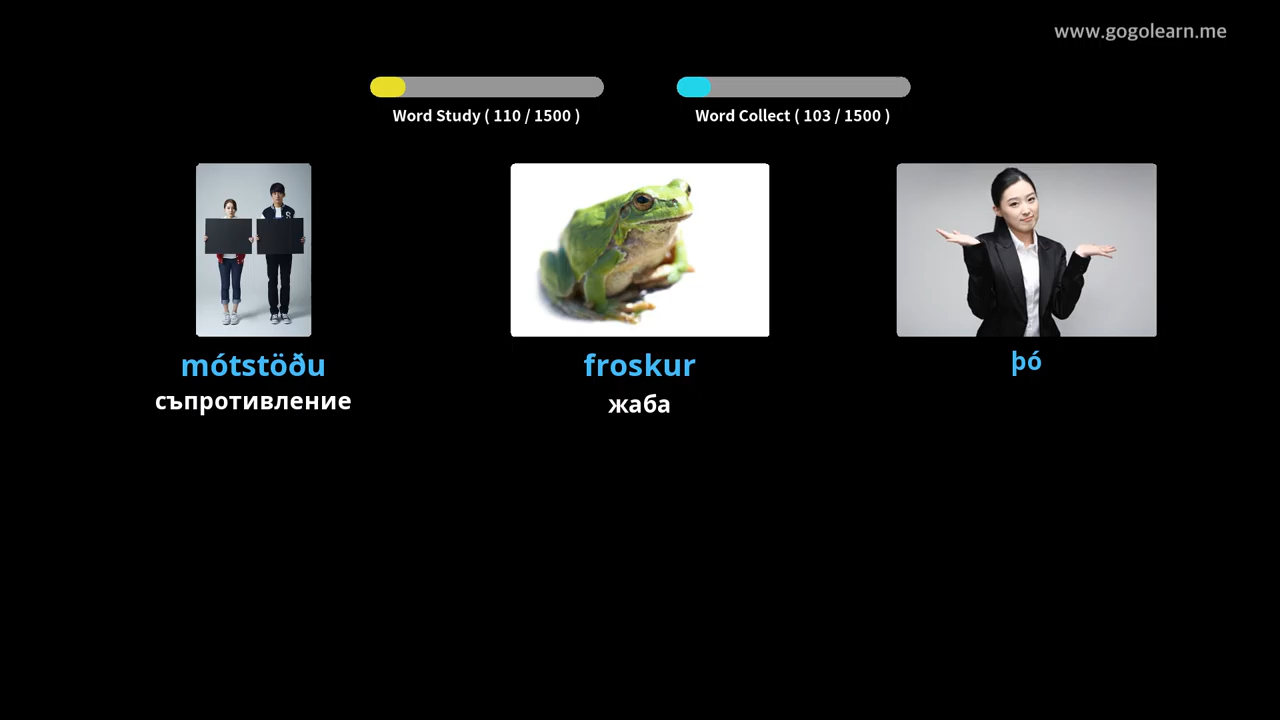 www.gogolearn.me
Word Study ( 110 / 1500 )
Word Collect ( 103 / 1500 )
mótstöðu
съпротивление
froskur
жаба
þó